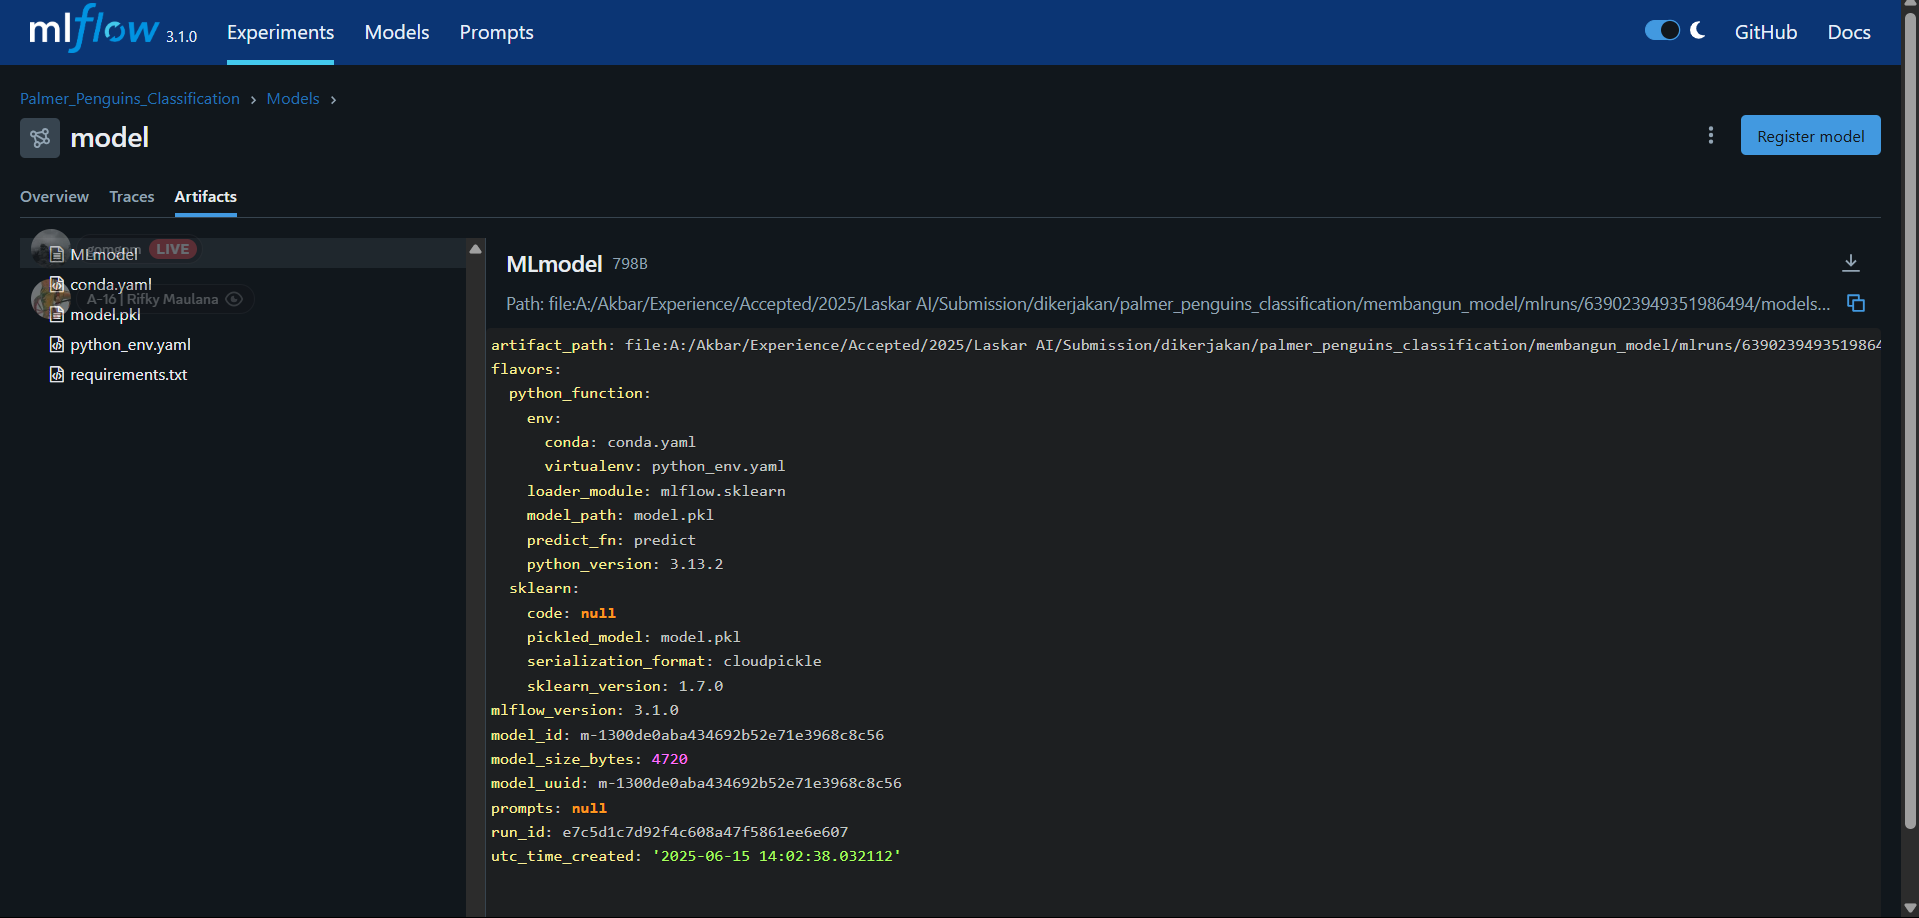 mlflow 3.1.0 Experiments Models Prompts GitHub Docs
Palmer_Penguins_Classification › Models ›
model
Register model
Overview Traces Artifacts
gomgom LIVE
MLmodel
conda.yaml
A-16 | Rifky Maulana
model.pkl
python_env.yaml
requirements.txt
MLmodel 798B
Path: file:A:/Akbar/Experience/Accepted/2025/Laskar AI/Submission/dikerjakan/palmer_penguins_classification/membangun_model/mlruns/639023949351986494/models...
artifact_path: file:A:/Akbar/Experience/Accepted/2025/Laskar AI/Submission/dikerjakan/palmer_penguins_classification/membangun_model/mlruns/6390239493519864
flavors:
python_function:
env:
conda: conda.yaml
virtualenv: python_env.yaml
loader_module: mlflow.sklearn
model_path: model.pkl
predict_fn: predict
python_version: 3.13.2
sklearn:
code: null
pickled_model: model.pkl
serialization_format: cloudpickle
sklearn_version: 1.7.0
mlflow_version: 3.1.0
model_id: m-1300de0aba434692b52e71e3968c8c56
model_size_bytes: 4720
model_uuid: m-1300de0aba434692b52e71e3968c8c56
prompts: null
run_id: e7c5d1c7d92f4c608a47f5861ee6e607
utc_time_created: '2025-06-15 14:02:38.032112'